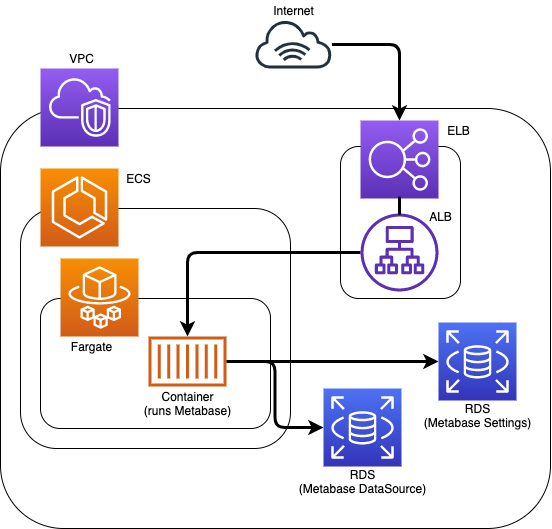 Internet
VPC
ELB
ECS
ALB
Fargate
Container
(runs Metabase)
RDS
(Metabase Settings)
RDS
(Metabase DataSource)